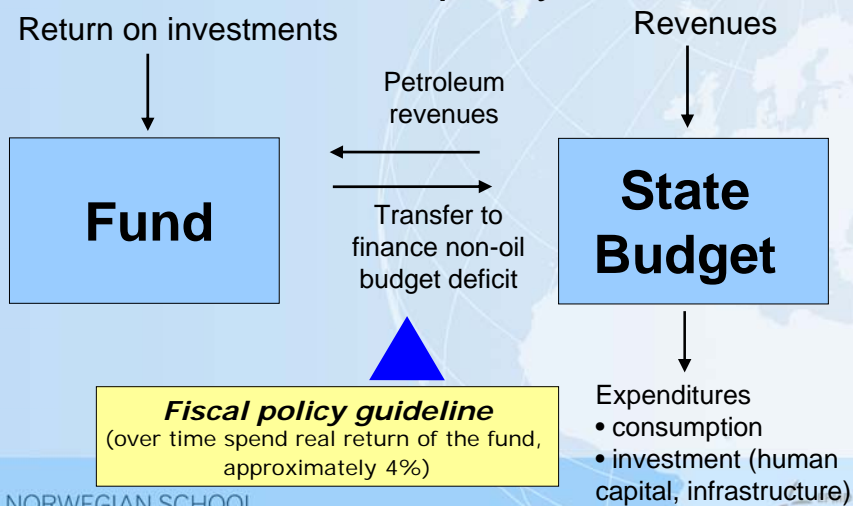 Return on investments
Revenues
Petroleum
revenues
Fund
State
Budget
Transfer to
finance non-oil
budget deficit
Fiscal policy guideline
(over time spend real return of the fund,
approximately 4%)
Expenditures
• consumption
• investment (human
capital, infrastructure)
NORWEGIAN SCHOOL